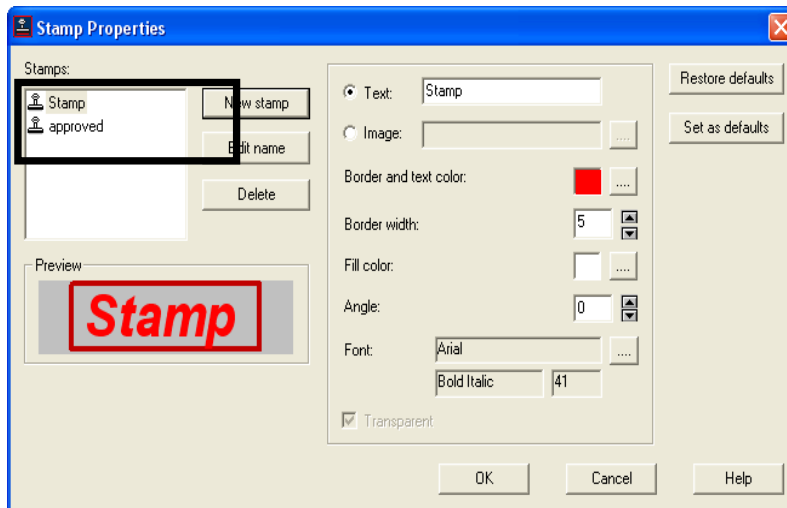 Stamp Properties
Stamps:
Stamp
approved
New stamp
Edit name
Delete
Preview
Stamp
Text: Stamp
Image:
....
Border and text color:
....
Border width: 5
Fill color:
....
Angle: 0
Font: Arial
....
Bold Italic 41
Transparent
Restore defaults
Set as defaults
OK Cancel Help